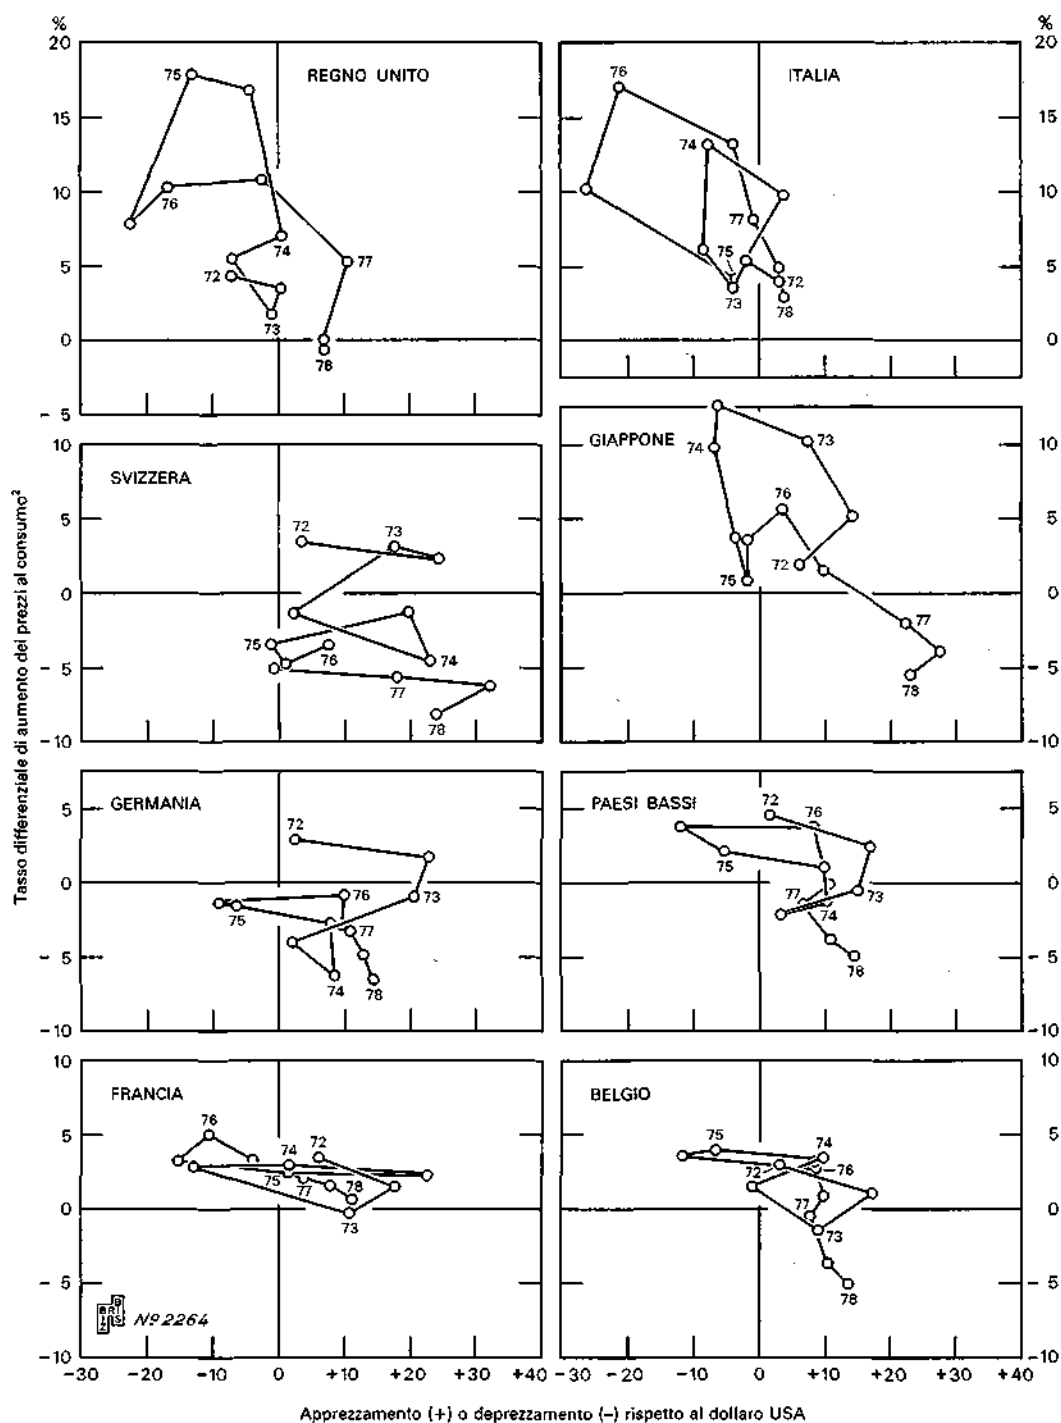 % %
20 20
REGNO UNITO ITALIA
75 76
15 15
74
10 10
76 77
74 75
5 77 5
72 72
73 73 78
0 0
78
- 5
10 GIAPPONE 10
73
74
SVIZZERA
76
5 72 73 5
72
75
0 0
77
75 76 74
- 5 - 5
77 78
78
-10 -10
GERMANIA PAESI BASSI
5 72 76 5
72
75
0 0
76 73 77 73
75 77 74
- 5 - 5
74 78 78
-10 -10
10 10
FRANCIA BELGIO
76
5 72 75 74 5
74
75 77 78 72 76
77
0 0
73 73
- 5 - 5
78
B
BRI
IS
Z
Nº 2264
-10 -10
-30 -20 -10 0 +10 +20 +30 +40 -30 -20 -10 0 +10 +20 +30 +40
Tasso differenziale di aumento dei prezzi al consumo²
Apprezzamento (+) o deprezzamento (–) rispetto al dollaro USA